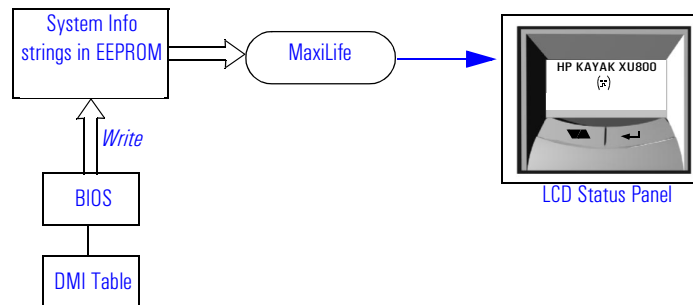 System Info
strings in EEPROM
MaxiLife
HP KAYAK XU800
Write
LCD Status Panel
BIOS
DMI Table